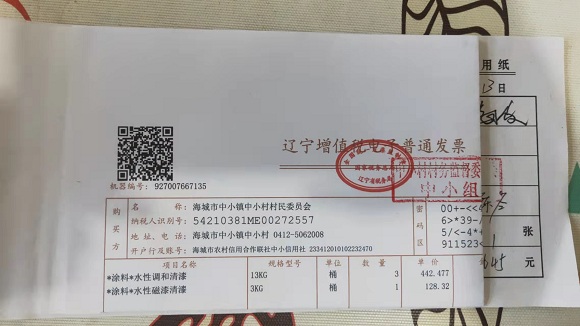 用纸
13日
辽宁增值税电子普通发票
机器编号: 927007667135
中小组
购买方
名 称: 海城市中小镇中小村村民委员会
纳税人识别号: 54210381ME00272557
地 址、电 话: 海城市中小镇中小村 0412-5062008
开户行及账号: 海城市农村信用合作联社中小信用社 233412010102232470
密码区
00+-<<
6>*39-
5/<-4*
911523<
张
元
项目名称 规格型号 单位 数 量 单价
*涂料*水性调和清漆 13KG 桶 3 442.477
*涂料*水性磁漆清漆 3KG 桶 1 128.32